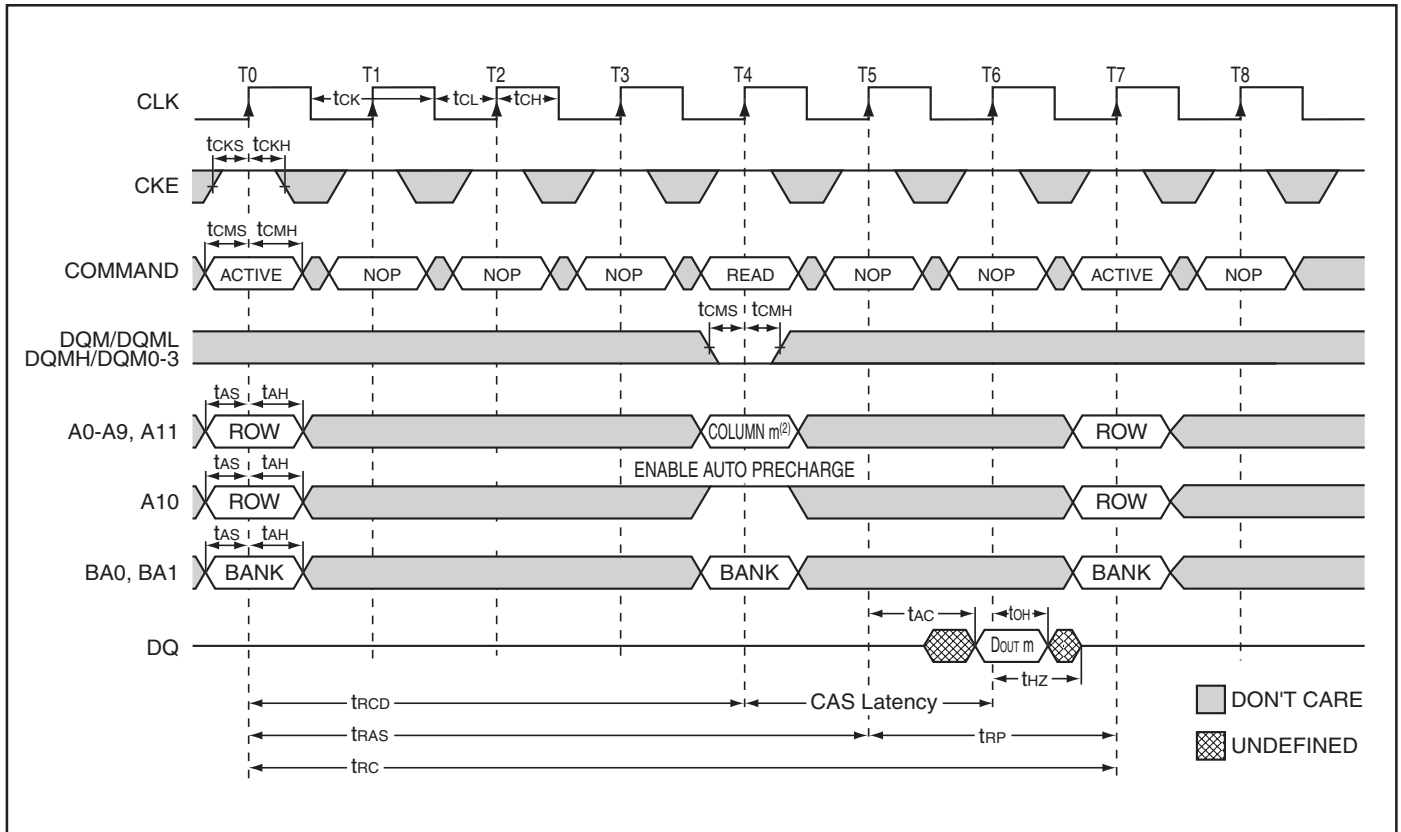 T0 T1 T2 T3 T4 T5 T6 T7 T8
CLK tCK tCL tCH
tCKS tCKH
CKE
tCMS tCMH
COMMAND ACTIVE NOP NOP NOP READ NOP NOP ACTIVE NOP
tCMS tCMH
DQM/DQML
DQMH/DQM0-3
tAS tAH
A0-A9, A11 ROW COLUMN m(2) ROW
tAS tAH ENABLE AUTO PRECHARGE
A10 ROW ROW
tAS tAH
BA0, BA1 BANK BANK BANK
tAC tOH
DQ DOUT m
tHZ
tRCD CAS Latency DON'T CARE
tRAS tRP UNDEFINED
tRC